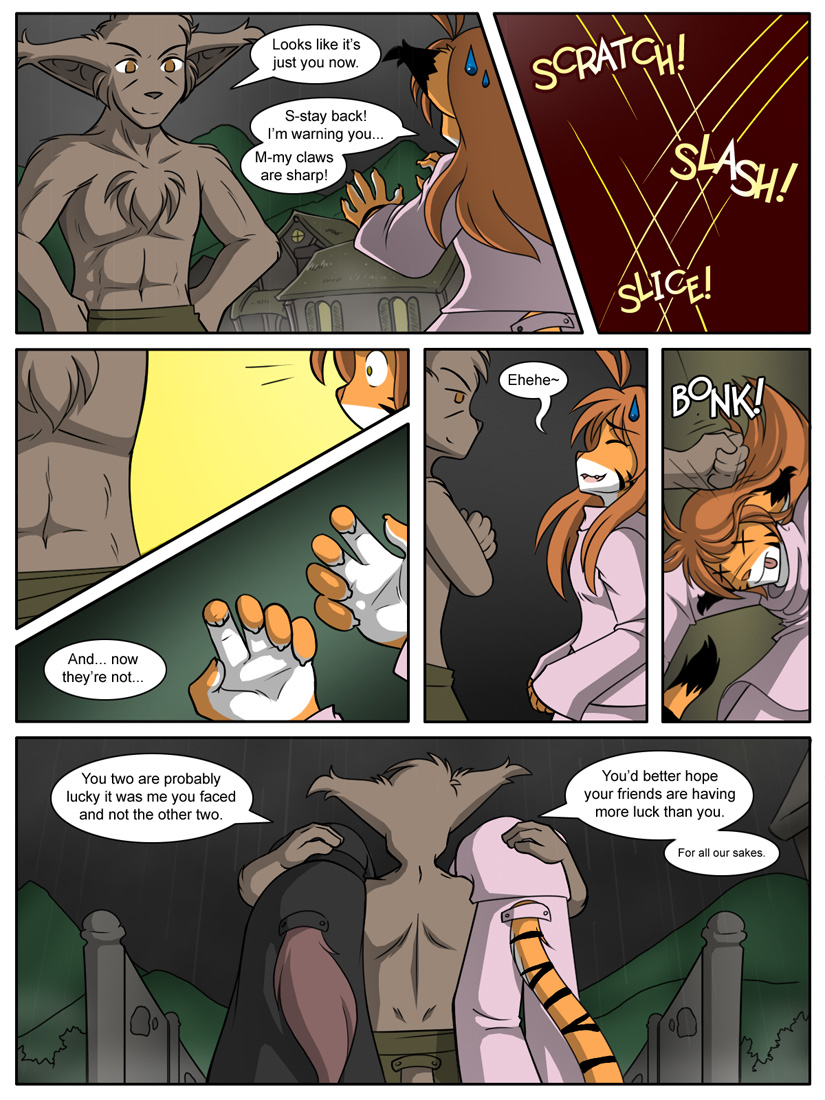 Looks like it's
just you now.
S-stay back!
I'm warning you...
M-my claws
are sharp!
SCRATCH!
SLASH!
SLICE!
And... now
they're not...
Ehehe~
BONK!
You two are probably
lucky it was me you faced
and not the other two.
You'd better hope
your friends are having
more luck than you.
For all our sakes.